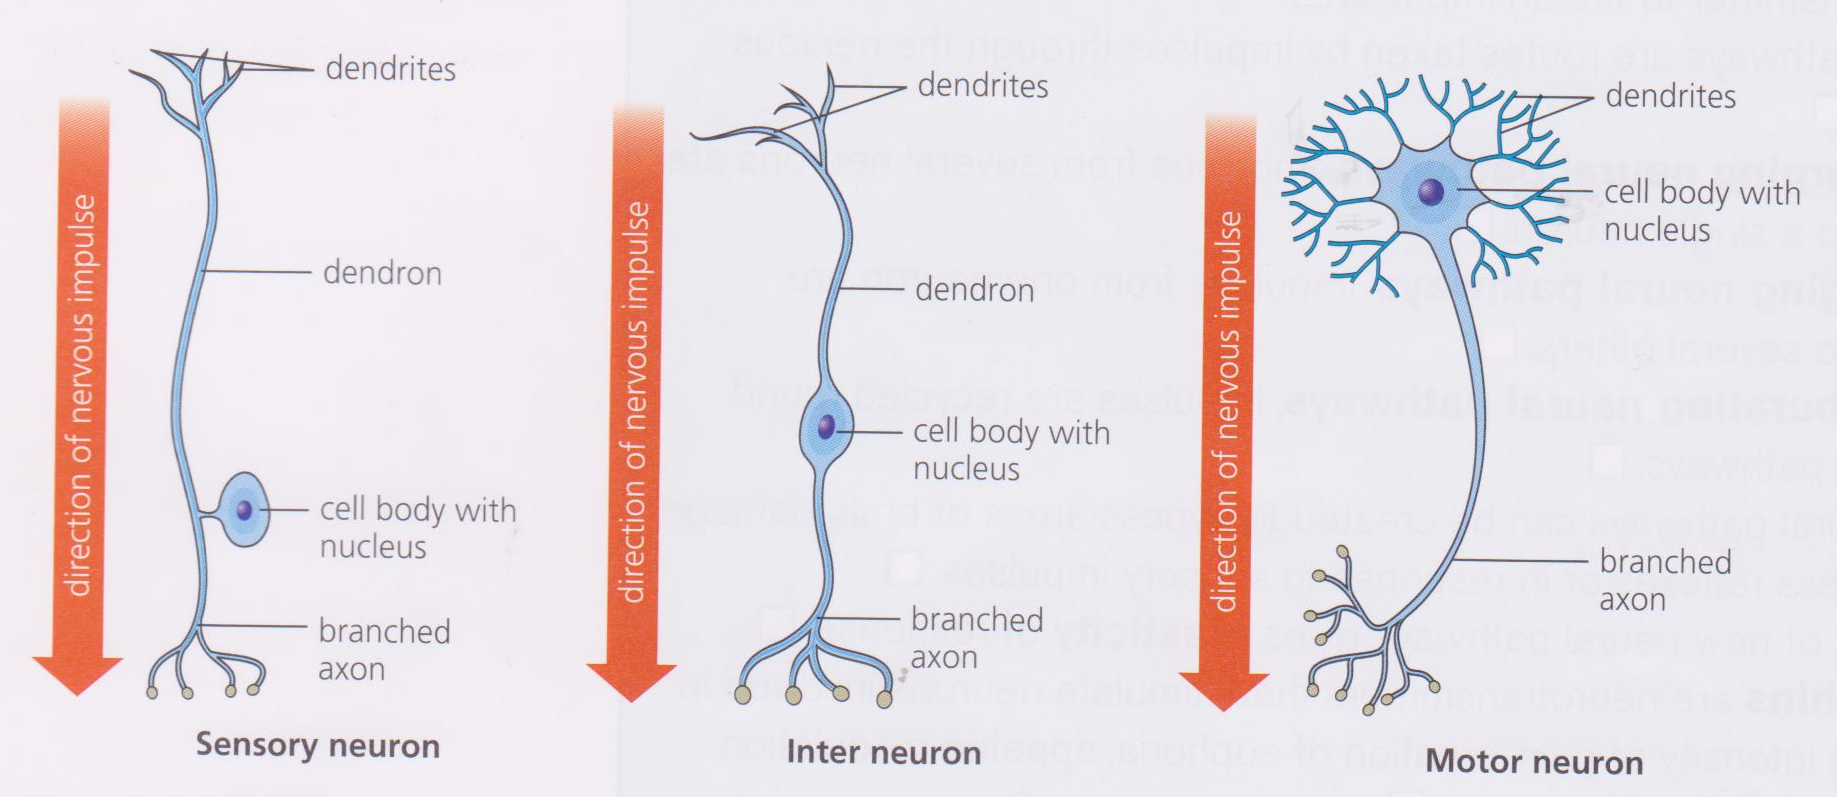 dendrites
direction of nervous impulse
dendron
cell body with
nucleus
branched
axon
Sensory neuron
dendrites
direction of nervous impulse
dendron
cell body with
nucleus
branched
axon
Inter neuron
dendrites
direction of nervous impulse
cell body with
nucleus
branched
axon
Motor neuron